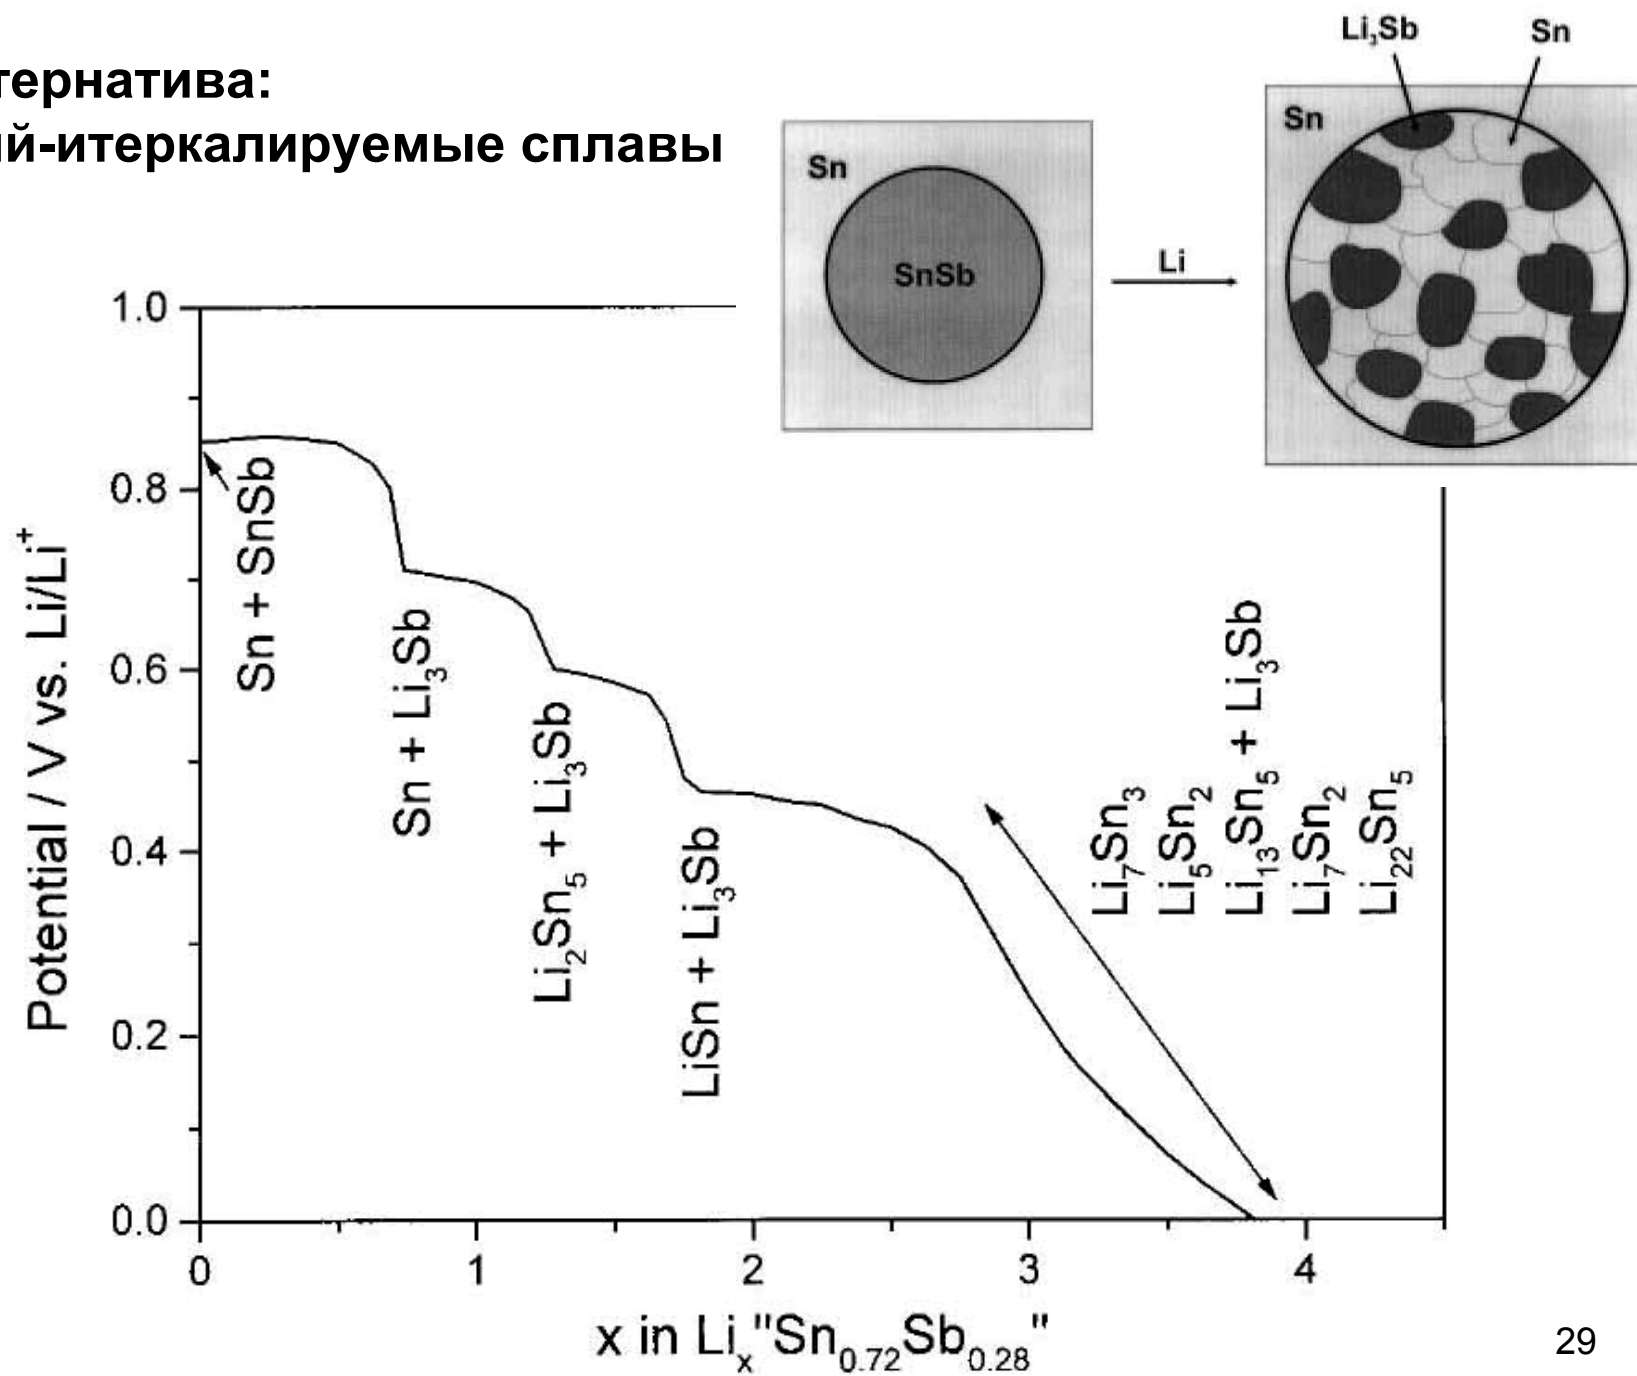 тернатива:
й-итеркалируемые сплавы
Li₃Sb
Sn
Sn
Sn
SnSb
Li
1.0
0.8
0.6
0.4
0.2
0.0
Potential / V vs. Li/Li⁺
Sn + SnSb
Sn + Li₃Sb
Li₂Sn₅ + Li₃Sb
LiSn + Li₃Sb
Li₇Sn₃
Li₅Sn₂
Li₁₃Sn₅ + Li₃Sb
Li₇Sn₂
Li₂₂Sn₅
0
1
2
3
4
x in Liₓ"Sn₀.₇₂Sb₀.₂₈"
29